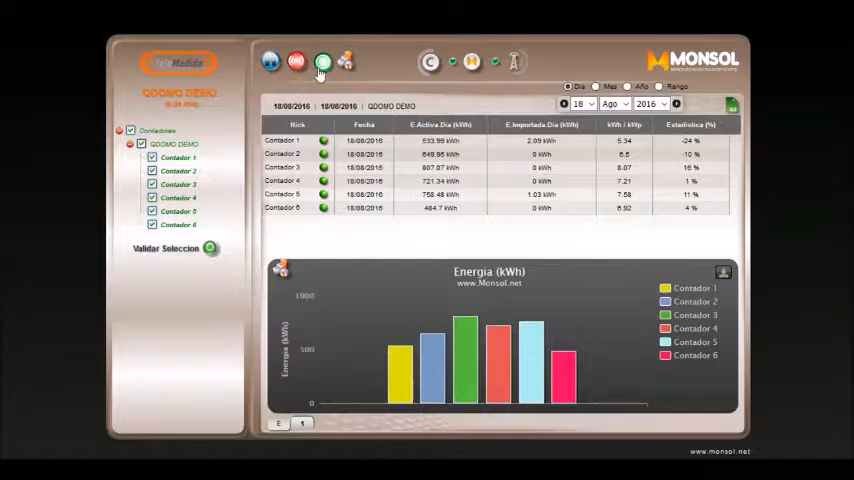 TeleMedida
MONSOL
QDOMO DEMO
Dia Mes Año Rango
18/08/2016 | 18/08/2016 | QDOMO DEMO
18 Ago 2016
Nick Fecha E.Activa.Dia (kWh) E.Importada.Dia (kWh) kWh / kWp Estadistica (%)
Contador 1 18/08/2016 533.99 kWh 2.09 kWh 5.34 -24 %
Contador 2 18/08/2016 649.95 kWh 0 kWh 6.5 -10 %
Contador 3 18/08/2016 807.07 kWh 0 kWh 8.07 16 %
Contador 4 18/08/2016 721.34 kWh 0 kWh 7.21 1 %
Contador 5 18/08/2016 758.48 kWh 1.03 kWh 7.58 11 %
Contador 6 18/08/2016 484.7 kWh 0 kWh 6.92 4 %
Contadores
QDOMO DEMO
Contador 1
Contador 2
Contador 3
Contador 4
Contador 5
Contador 6
Validar Seleccion
Energia (kWh)
www.Monsol.net
Energia (kWh)
1000
500
0
Contador 1
Contador 2
Contador 3
Contador 4
Contador 5
Contador 6
E 1
www.monsol.net